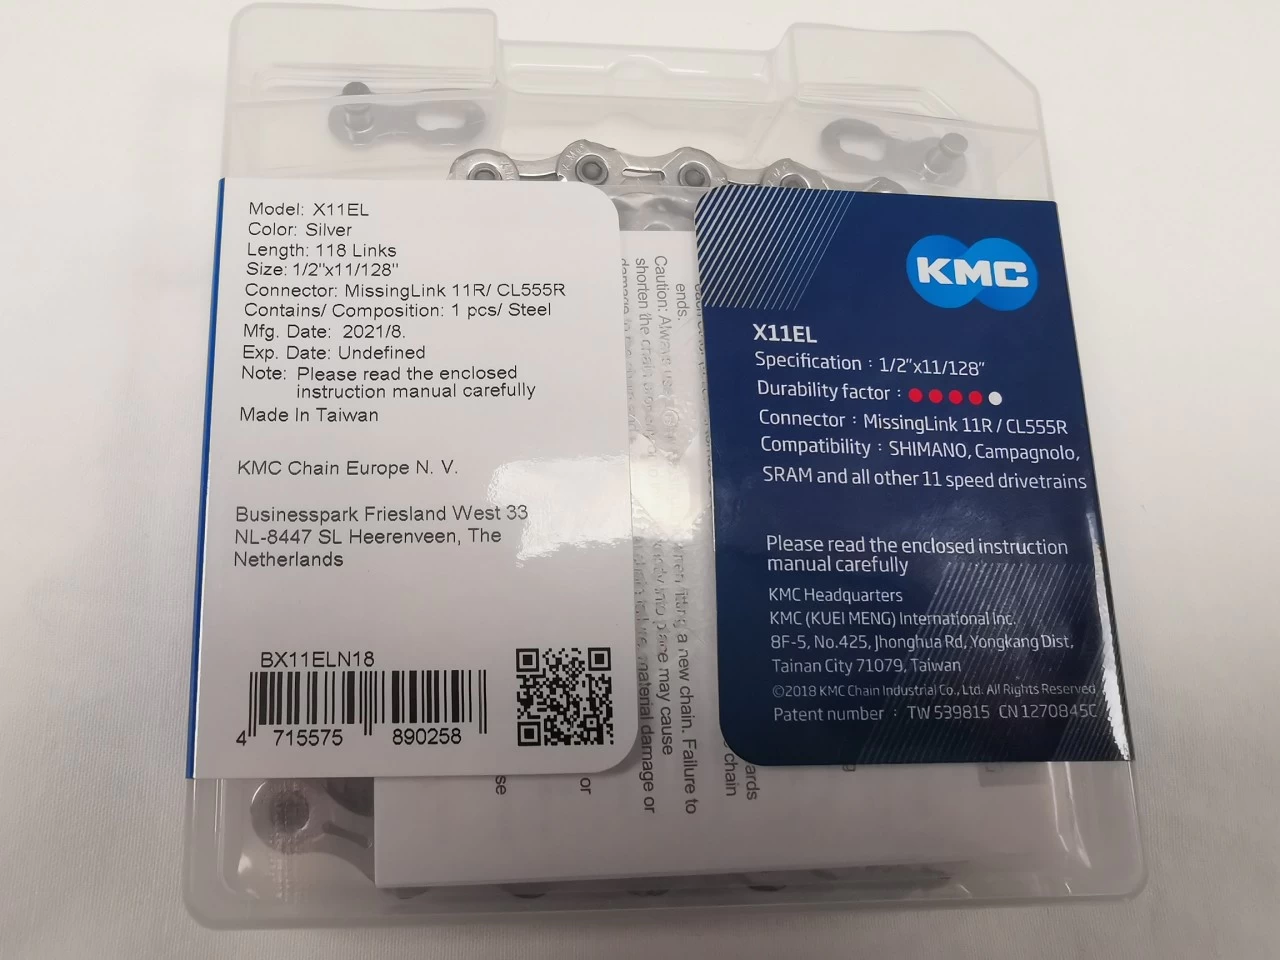 Model: X11EL
Color: Silver
Length: 118 Links
Size: 1/2"x11/128"
Connector: MissingLink 11R/ CL555R
Contains/ Composition: 1 pcs/ Steel
Mfg. Date: 2021/8.
Exp. Date: Undefined
Note: Please read the enclosed
instruction manual carefully
Made In Taiwan
KMC Chain Europe N. V.
Businesspark Friesland West 33
NL-8447 SL Heerenveen, The
Netherlands
BX11ELN18
4 715575 890258
ends.
Caution: Always use
shorten the chain
when fitting a new chain. Failure to
into place may cause
failure, material damage or
chain
or
KMC
X11EL
Specification : 1/2"x11/128"
Durability factor :
Connector : MissingLink 11R / CL555R
Compatibility : SHIMANO, Campagnolo,
SRAM and all other 11 speed drivetrains
Please read the enclosed instruction
manual carefully
KMC Headquarters
KMC (KUEI MENG) International Inc.
8F-5, No.425, Jhonghua Rd, Yongkang Dist,
Tainan City 71079, Taiwan
©2018 KMC Chain Industrial Co., Ltd. All Rights Reserved
Patent number : TW 539815 CN 1270845C